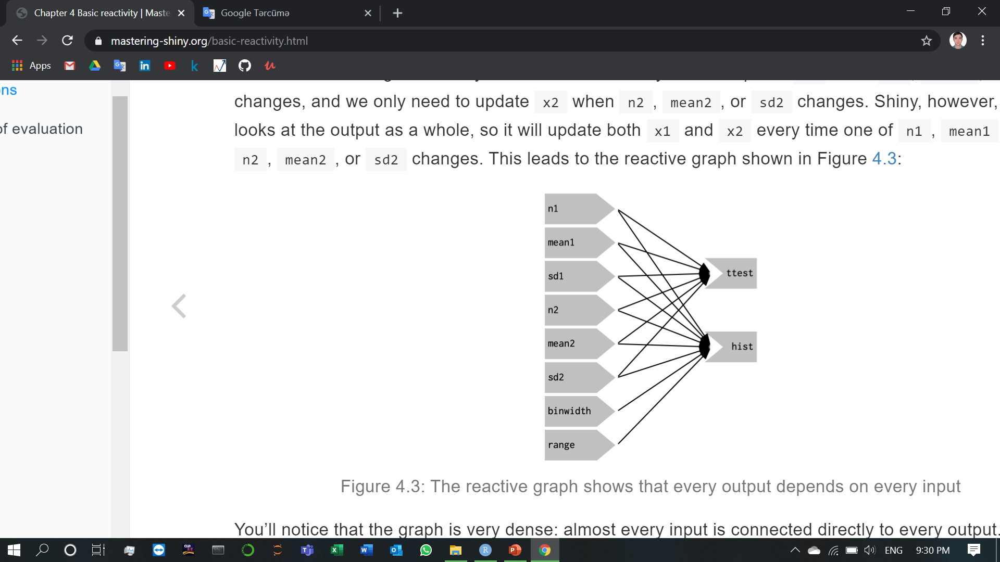 Chapter 4 Basic reactivity | Maste
Google Tərcümə
mastering-shiny.org/basic-reactivity.html
Apps
ns
of evaluation
changes, and we only need to update x2 when n2 , mean2 , or sd2 changes. Shiny, however,
looks at the output as a whole, so it will update both x1 and x2 every time one of n1 , mean1
n2 , mean2 , or sd2 changes. This leads to the reactive graph shown in Figure 4.3:
n1
mean1
sd1
n2
mean2
sd2
binwidth
range
ttest
hist
Figure 4.3: The reactive graph shows that every output depends on every input
You’ll notice that the graph is very dense: almost every input is connected directly to every output.
ENG
9:30 PM